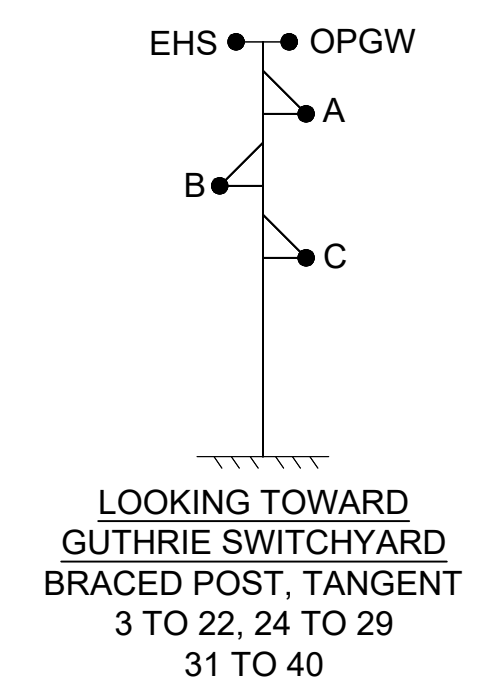 EHS OPGW
A
B
C
LOOKING TOWARD
GUTHRIE SWITCHYARD
BRACED POST, TANGENT
3 TO 22, 24 TO 29
31 TO 40